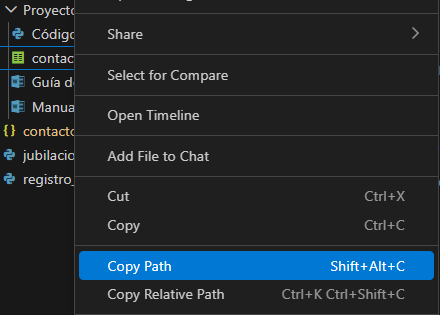 Proyecto
Código
Share
contac
Select for Compare
Guía de
Manua
Open Timeline
contacto
Add File to Chat
jubilacio
registro_
Cut Ctrl+X
Copy Ctrl+C
Copy Path Shift+Alt+C
Copy Relative Path Ctrl+K Ctrl+Shift+C